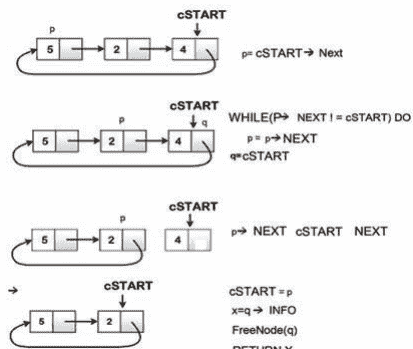 cSTART
p
5 2 4
p= cSTART→ Next
cSTART
p q
5 2 4
WHILE(P→ NEXT ! = cSTART) DO
p = p→NEXT
q=cSTART
cSTART
p
5 2 4
p→ NEXT cSTART NEXT
→
cSTART
5 2
cSTART = p
x=q→ INFO
FreeNode(q)
RETURN X